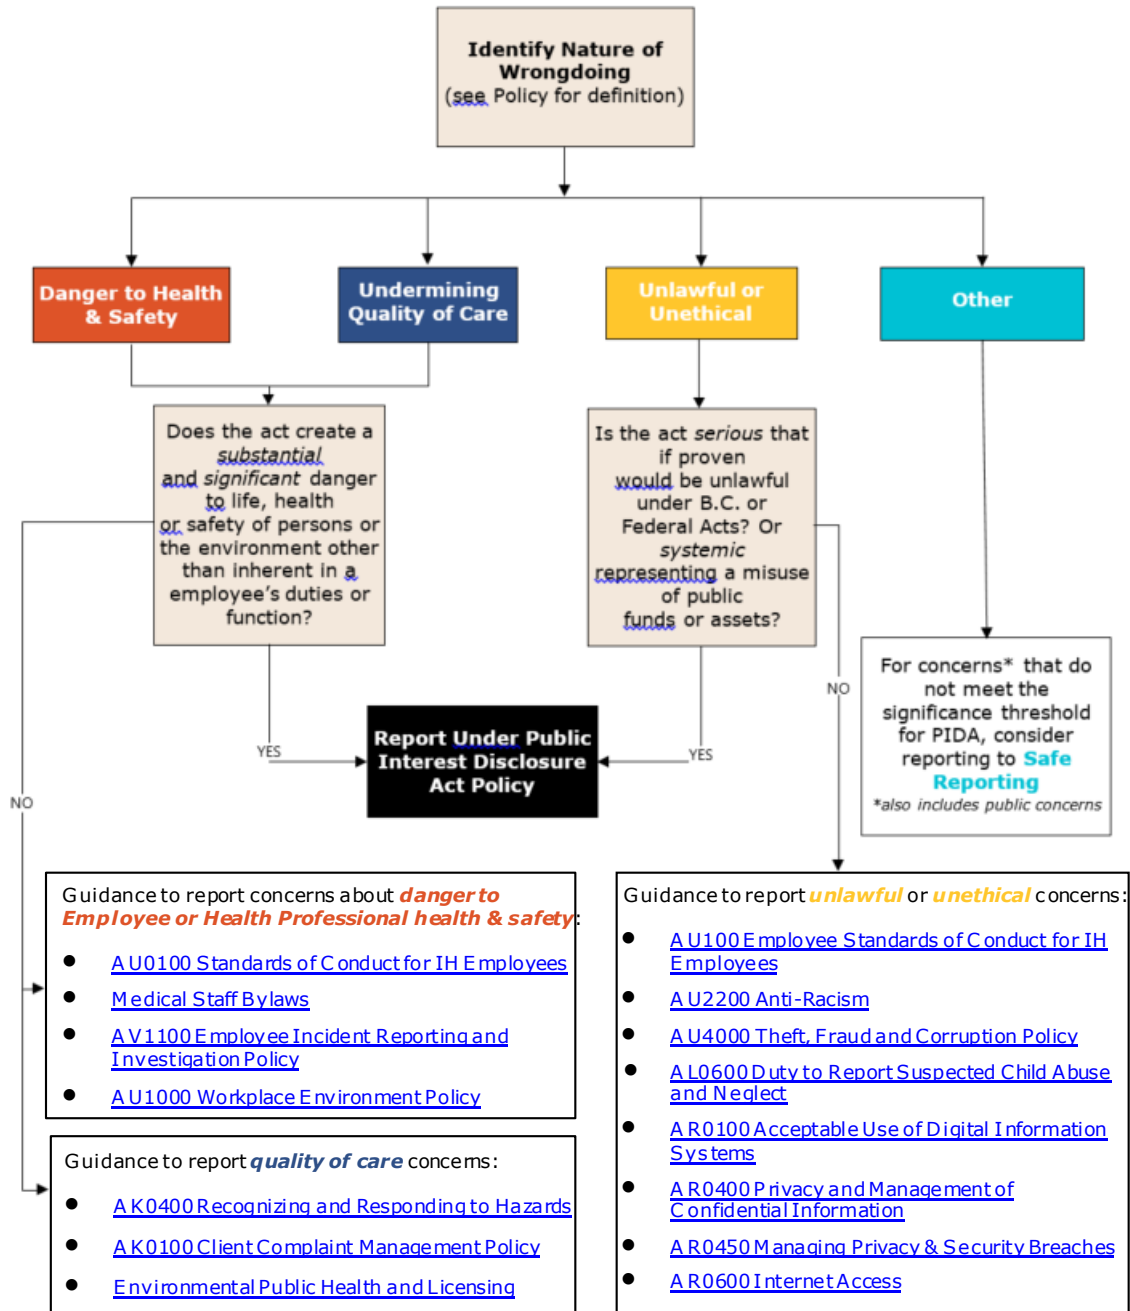 Identify Nature of
Wrongdoing
(see Policy for definition)
Danger to Health
& Safety
Undermining
Quality of Care
Unlawful or
Unethical
Other
Does the act create a
substantial
and significant danger
to life, health
or safety of persons or
the environment other
than inherent in a
employee's duties or
function?
Is the act serious that
if proven
would be unlawful
under B.C. or
Federal Acts? Or
systemic
representing a misuse
of public
funds or assets?
For concerns* that do
not meet the
significance threshold
for PIDA, consider
reporting to Safe
Reporting
*also includes public concerns
NO
YES
Report Under Public
Interest Disclosure
Act Policy
YES
NO
Guidance to report concerns about danger to
Employee or Health Professional health & safety:
● AU0100 Standards of Conduct for IH Employees
● Medical Staff Bylaws
● AV1100 Employee Incident Reporting and
Investigation Policy
● AU1000 Workplace Environment Policy
Guidance to report quality of care concerns:
● AK0400 Recognizing and Responding to Hazards
● AK0100 Client Complaint Management Policy
● Environmental Public Health and Licensing
Guidance to report unlawful or unethical concerns:
● AU100 Employee Standards of Conduct for IH
Employees
● AU2200 Anti-Racism
● AU4000 Theft, Fraud and Corruption Policy
● AL0600 Duty to Report Suspected Child Abuse
and Neglect
● AR0100 Acceptable Use of Digital Information
Systems
● AR0400 Privacy and Management of
Confidential Information
● AR0450 Managing Privacy & Security Breaches
● AR0600 Internet Access